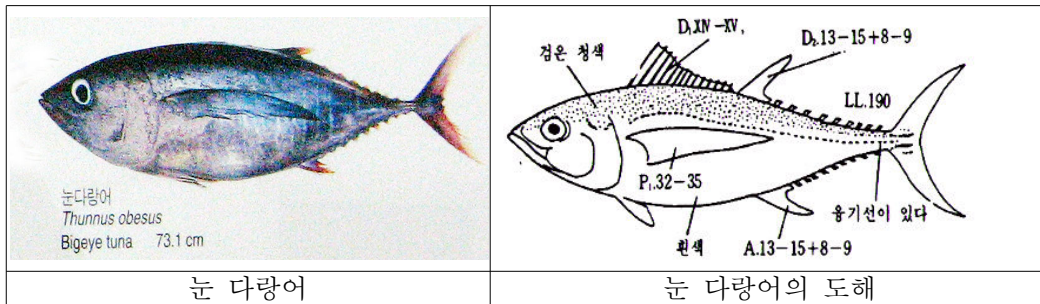 눈다랑어
Thunnus obesus
Bigeye tuna 73.1 cm
D₁XIV-XV,
D₂.13-15+8-9
검은 청색
LL.190
P₁.32-35
융기선이 있다
흰색
A.13-15+8-9
눈 다랑어
눈 다랑어의 도해